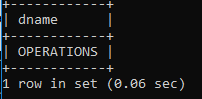 +------------+
| dname      |
+------------+
| OPERATIONS |
+------------+
1 row in set (0.06 sec)